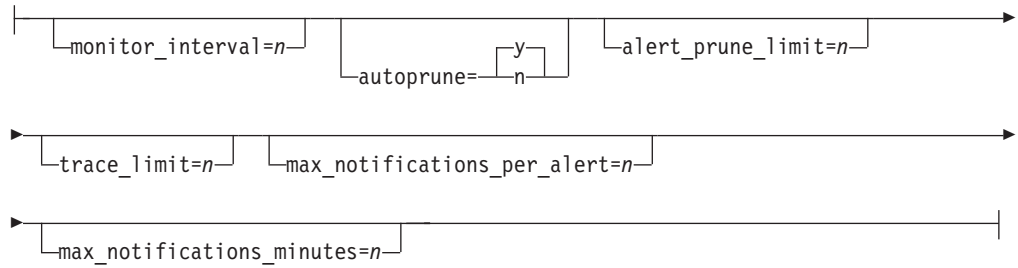 monitor_interval=n
autoprune=
y
n
alert_prune_limit=n
trace_limit=n
max_notifications_per_alert=n
max_notifications_minutes=n